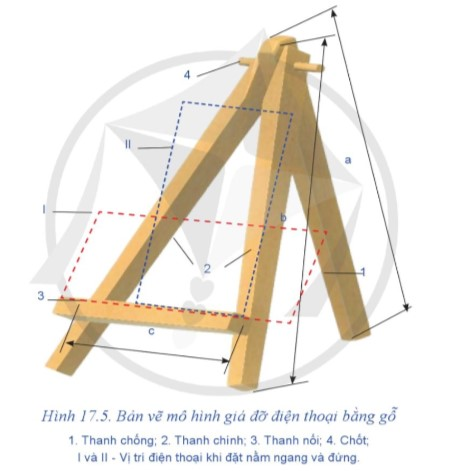 4
II
a
I
b
2
1
3
c
Hình 17.5. Bản vẽ mô hình giá đỡ điện thoại bằng gỗ
1. Thanh chống; 2. Thanh chính; 3. Thanh nối; 4. Chốt;
I và II - Vị trí điện thoại khi đặt nằm ngang và đứng.